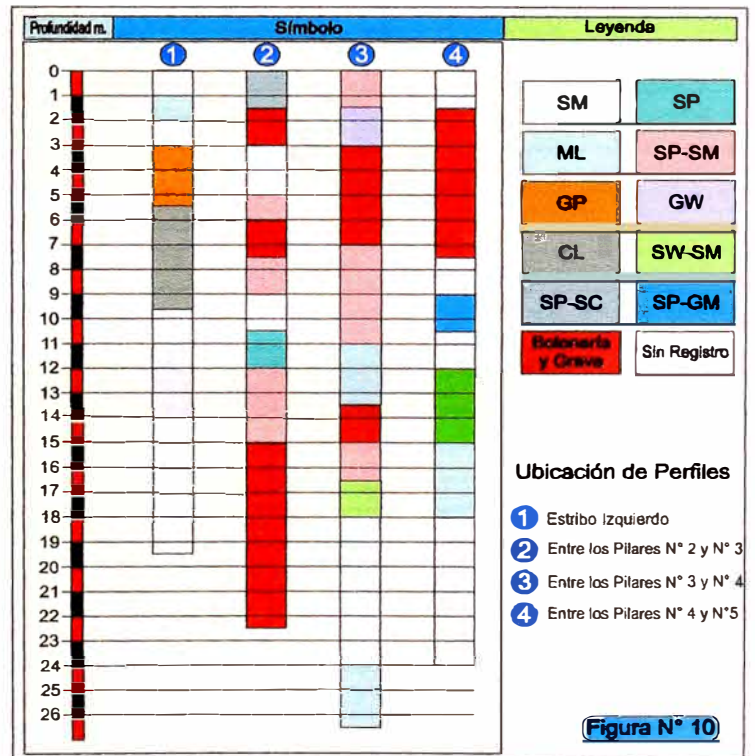 Profundidad m. Símbolo Leyenda
1 2 3 4
0
1
2
3
4
5
6
7
8
9
10
11
12
13
14
15
16
17
18
19
20
21
22
23
24
25
26
SM SP
ML SP-SM
GP GW
CL SW-SM
SP-SC SP-GM
Bolonería y Grava Sin Registro
Ubicación de Perfiles
1 Estribo Izquierdo
2 Entre los Pilares N° 2 y N° 3
3 Entre los Pilares N° 3 y N° 4
4 Entre los Pilares N° 4 y N°5
Figura N° 10